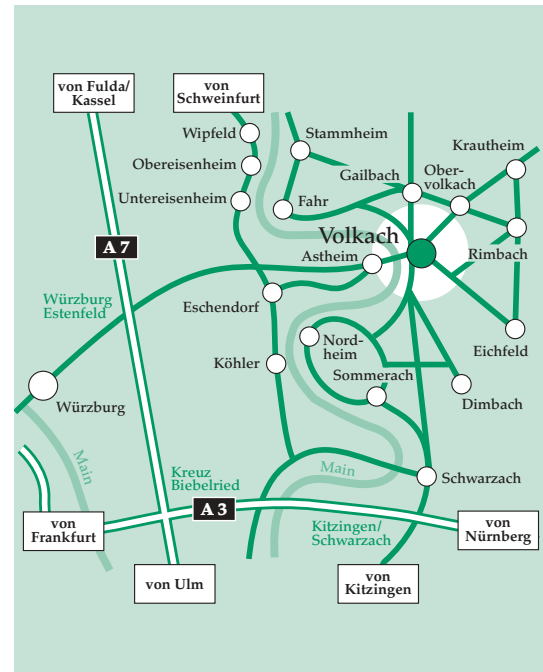 von Fulda/
Kassel
von
Schweinfurt
Wipfeld
Stammheim
Krautheim
Obereisenheim
Gailbach
Ober-
volkach
Untereisenheim
Fahr
Volkach
A 7
Astheim
Rimbach
Würzburg
Estenfeld
Eschendorf
Nord-
heim
Eichfeld
Köhler
Sommerach
Würzburg
Dimbach
Main
Kreuz
Biebelried
Main
Schwarzach
A 3
von
Frankfurt
Kitzingen/
Schwarzach
von
Nürnberg
von Ulm
von
Kitzingen